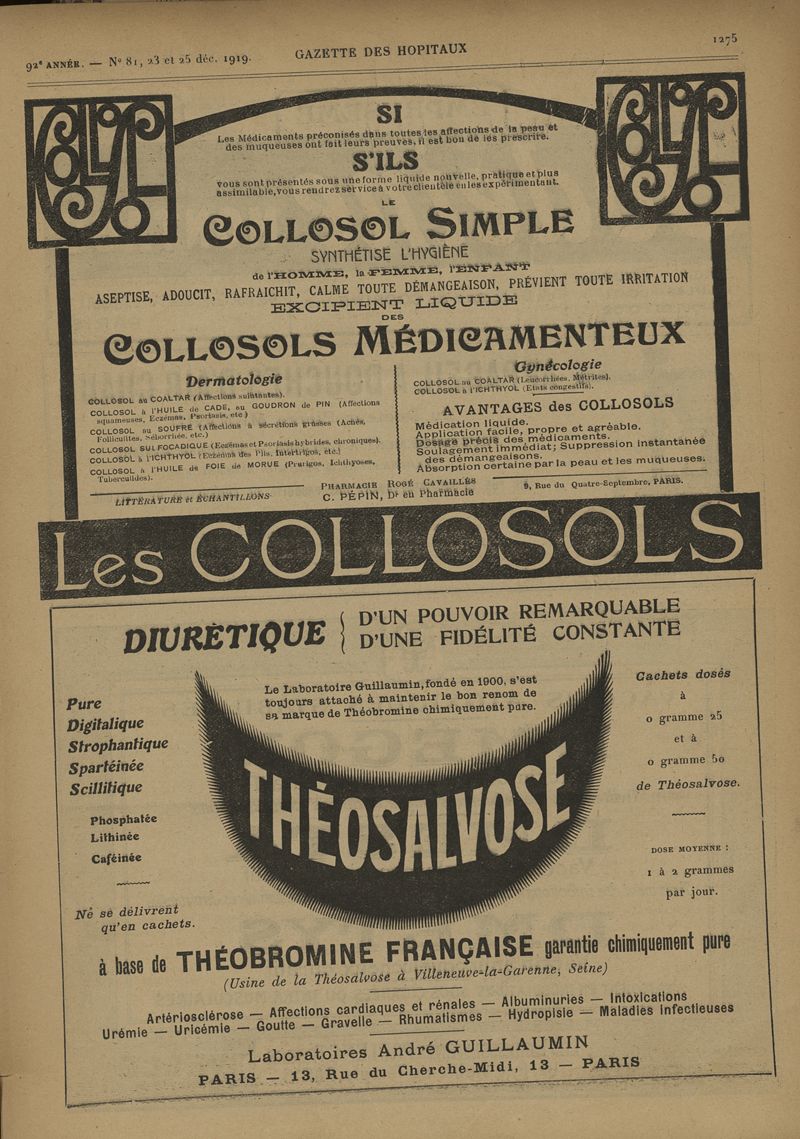 92e ANNÉE. — No 81, 23 et 25 déc. 1919.
GAZETTE DES HOPITAUX
1275
SI
Les Médicaments préconisés dans toutes les affections de la peau et
des muqueuses ont fait leurs preuves, il est bon de les prescrire.
S'ILS
vous sont présentés sous une forme liquide nouvelle, pratique et plus
assimilable, vous rendrez service à votre clientèle en les expérimentant.
LE
COLLOSOL SIMPLE
SYNTHÉTISE L'HYGIÈNE
de l'HOMME, la FEMME, l'ENFANT
ASEPTISE, ADOUCIT, RAFRAICHIT, CALME TOUTE DÉMANGEAISON, PRÉVIENT TOUTE IRRITATION
EXCIPIENT LIQUIDE
DES
COLLOSOLS MÉDICAMENTEUX
Dermatologie
COLLOSOL au COALTAR (Affections suintantes).
COLLOSOL à l'HUILE de CADE, au GOUDRON de PIN (Affections
squameuses, Eczémas, Psoriasis, etc.)
COLLOSOL au SOUFRE (Affections à sécrétions grasses (Acnés,
Folliculites, Séborrhée, etc.)
COLLOSOL SULFOCADIQUE (Eczémas et Psoriasis hybrides, chroniques).
COLLOSOL à l'ICHTHYOL (Eczémas des Plis, Intertrigos, etc.)
COLLOSOL à l'HUILE de FOIE de MORUE (Prurigos, Ichthyoses,
Tuberculides).
Gynécologie
COLLOSOL au COALTAR (Leucorrhées, Métrites).
COLLOSOL à l'ICHTHYOL (Etats congestifs).
AVANTAGES des COLLOSOLS
Médication liquide.
Application facile, propre et agréable.
Dosage précis des médicaments.
Soulagement immédiat; Suppression instantanée
des démangeaisons.
Absorption certaine par la peau et les muqueuses.
LITTÉRATURE et ÉCHANTILLONS
PHARMACIE ROGÉ CAVAILLÈS
C. PÉPIN, Dr en Pharmacie
9, Rue du Quatre-Septembre, PARIS.
Les COLLOSOLS
DIURÉTIQUE
D'UN POUVOIR REMARQUABLE
D'UNE FIDÉLITÉ CONSTANTE
Le Laboratoire Guillaumin, fondé en 1900, s'est
toujours attaché à maintenir le bon renom de
sa marque de Théobromine chimiquement pure.
Pure
Digitalique
Strophantique
Spartéinée
Scillitique
Phosphatée
Lithinée
Caféinée
Ne se délivrent
qu'en cachets.
THÉOSALVOSE
Cachets dosés
à
0 gramme 25
et à
0 gramme 50
de Théosalvose.
DOSE MOYENNE :
1 à 2 grammes
par jour.
à base de THÉOBROMINE FRANÇAISE garantie chimiquement pure
(Usine de la Théosalvose à Villeneuve-la-Garenne, Seine)
Artériosclérose — Affections cardiaques et rénales — Albuminuries — Intoxications
Urémie — Uricémie — Goutte — Gravelle — Rhumatismes — Hydropisie — Maladies Infectieuses
Laboratoires André GUILLAUMIN
PARIS — 13, Rue du Cherche-Midi, 13 — PARIS